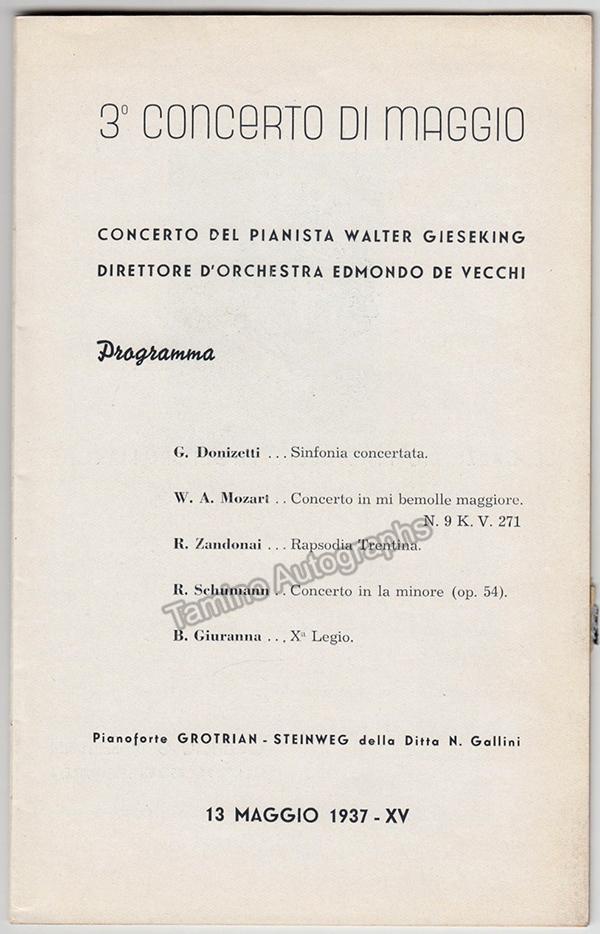 3º CONCERTO DI MAGGIO
CONCERTO DEL PIANISTA WALTER GIESEKING
DIRETTORE D'ORCHESTRA EDMONDO DE VECCHI
Programma
G. Donizetti ... Sinfonia concertata.
W. A. Mozart .. Concerto in mi bemolle maggiore.
N. 9 K. V. 271
R. Zandonai ... Rapsodia Trentina.
R. Schumann .. Concerto in la minore (op. 54).
B. Giuranna ... Xª Legio.
Tamino Autographs
Pianoforte GROTRIAN - STEINWEG della Ditta N. Gallini
13 MAGGIO 1937 - XV